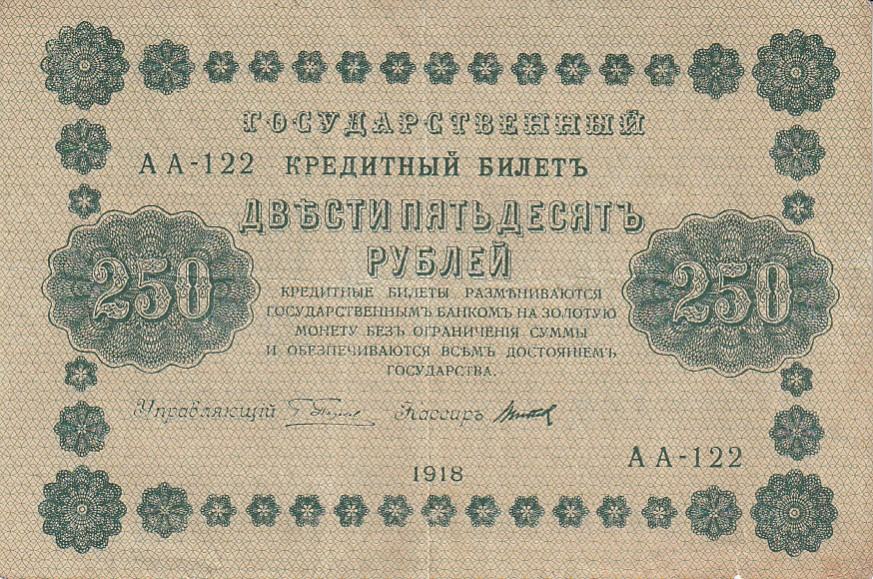 ГОСУДАРСТВЕННЫЙ
АА-122 КРЕДИТНЫЙ БИЛЕТЪ
ДВѢСТИ ПЯТЬДЕСЯТЪ
РУБЛЕЙ
250 250
КРЕДИТНЫЕ БИЛЕТЫ РАЗМѢНИВАЮТСЯ
ГОСУДАРСТВЕННЫМЪ БАНКОМЪ НА ЗОЛОТУЮ
МОНЕТУ БЕЗЪ ОГРАНИЧЕНІЯ СУММЫ
И ОБЕЗПЕЧИВАЮТСЯ ВСѢМЪ ДОСТОЯНІЕМЪ
ГОСУДАРСТВА.
Управляющій Кассиръ
АА-122
1918